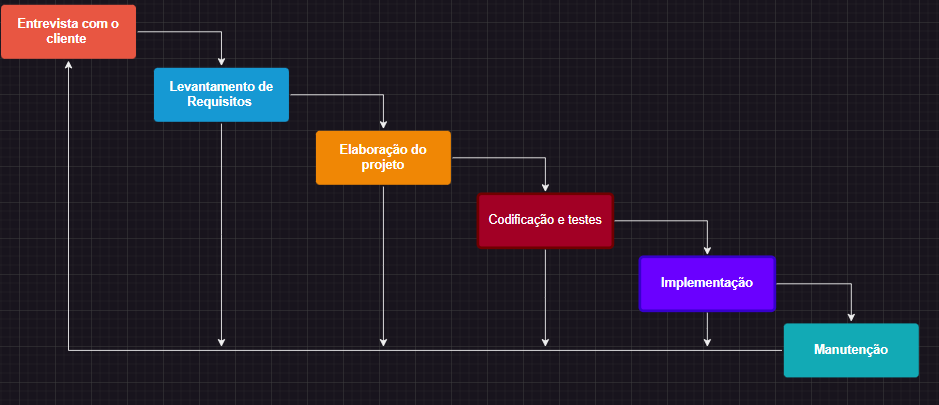 Entrevista com o
cliente
Levantamento de
Requisitos
Elaboração do
projeto
Codificação e testes
Implementação
Manutenção